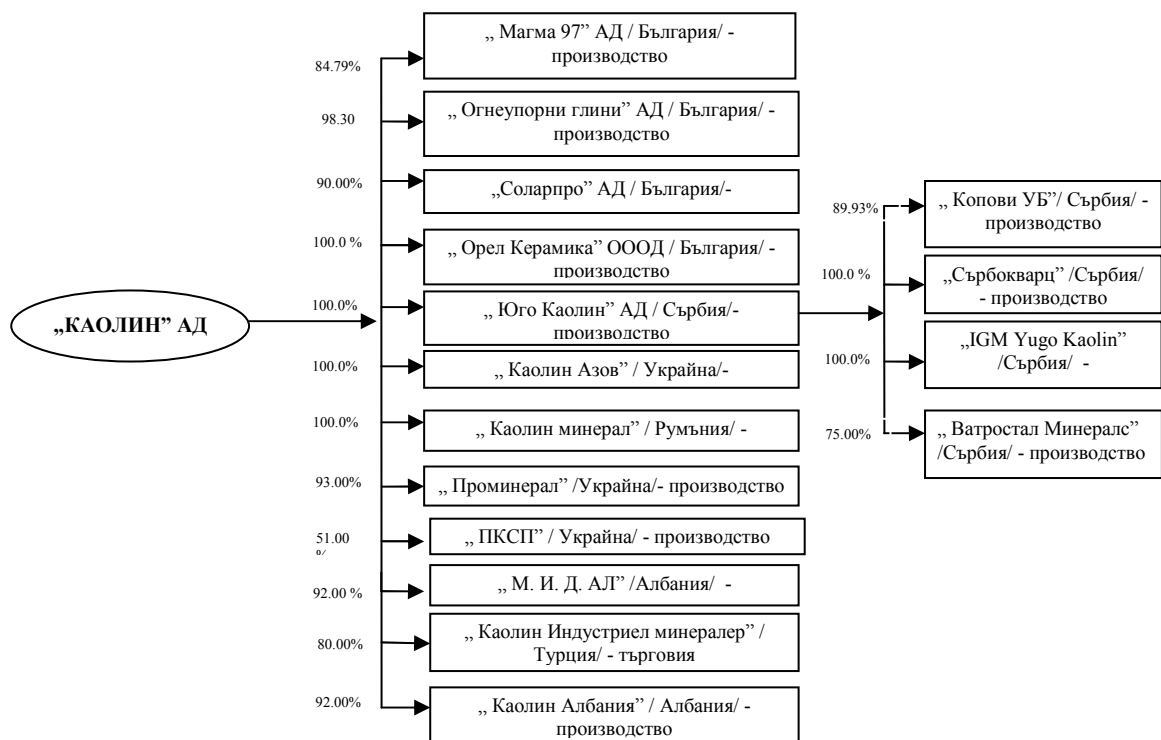 „ Магма 97” АД / България/ -
производство
84.79%
„ Огнеупорни глини” АД / България/ -
производство
98.30
„Соларпро” АД / България/-
90.00%
„ Орел Керамика” ОООД / България/ -
производство
100.0 %
„КАОЛИН” АД
„ Юго Каолин” АД / Сърбия/-
производство
100.0%
„ Каолин Азов” / Украйна/-
100.0%
„ Каолин минерал” / Румъния/ -
100.0%
„ Проминерал” /Украйна/- производство
93.00%
„ ПКСП” / Украйна/ - производство
51.00
%
„ М. И. Д. АЛ” /Албания/ -
92.00 %
„ Каолин Индустриел минералер” /
Турция/ - търговия
80.00%
„ Каолин Албания” / Албания/ -
производство
92.00%
„ Копови УБ”/ Сърбия/ -
производство
89.93%
„Сърбокварц” /Сърбия/
- производство
100.0 %
„IGM Yugo Kaolin”
/Сърбия/ -
100.0%
„ Ватростал Минералс”
/Сърбия/ - производство
75.00%